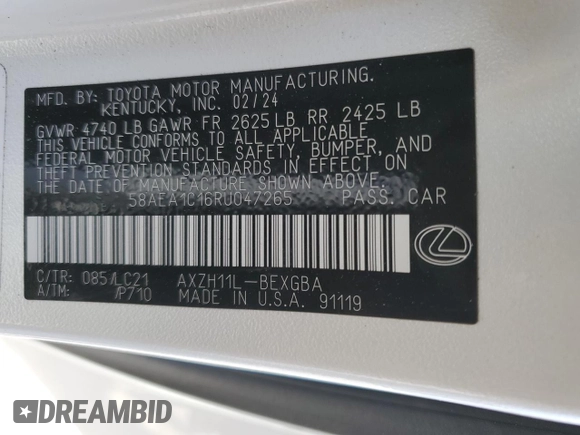 MFD. BY: TOYOTA MOTOR MANUFACTURING.
KENTUCKY, INC. 02/24
GVWR 4740 LB GAWR FR 2625 LB RR 2425 LB
THIS VEHICLE CONFORMS TO ALL APPLICABLE
FEDERAL MOTOR VEHICLE SAFETY, BUMPER, AND
THEFT PREVENTION STANDARDS IN EFFECT ON
THE DATE OF MANUFACTURE SHOWN ABOVE.
58AEA1C16RU047265 PASS. CAR
C/TR: 085/LC21 AXZH11L-BEXGBA
A/TM: /P710 MADE IN U.S.A. 91119
DREAMBID